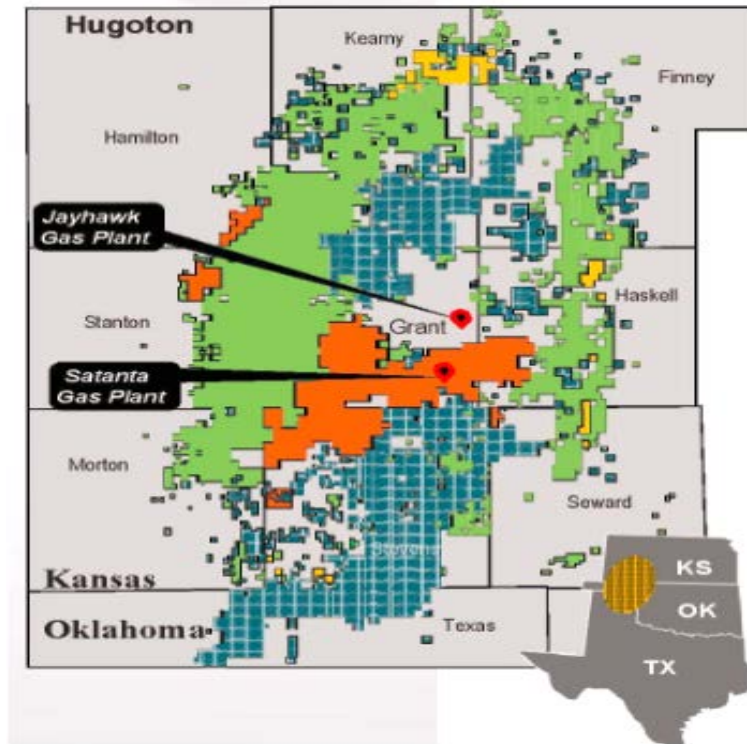 Hugoton
Kearny
Finney
Hamilton
Jayhawk
Gas Plant
Haskell
Stanton
Grant
Satanta
Gas Plant
Morton
Seward
Stevens
Kansas
KS
Oklahoma
OK
Texas
TX